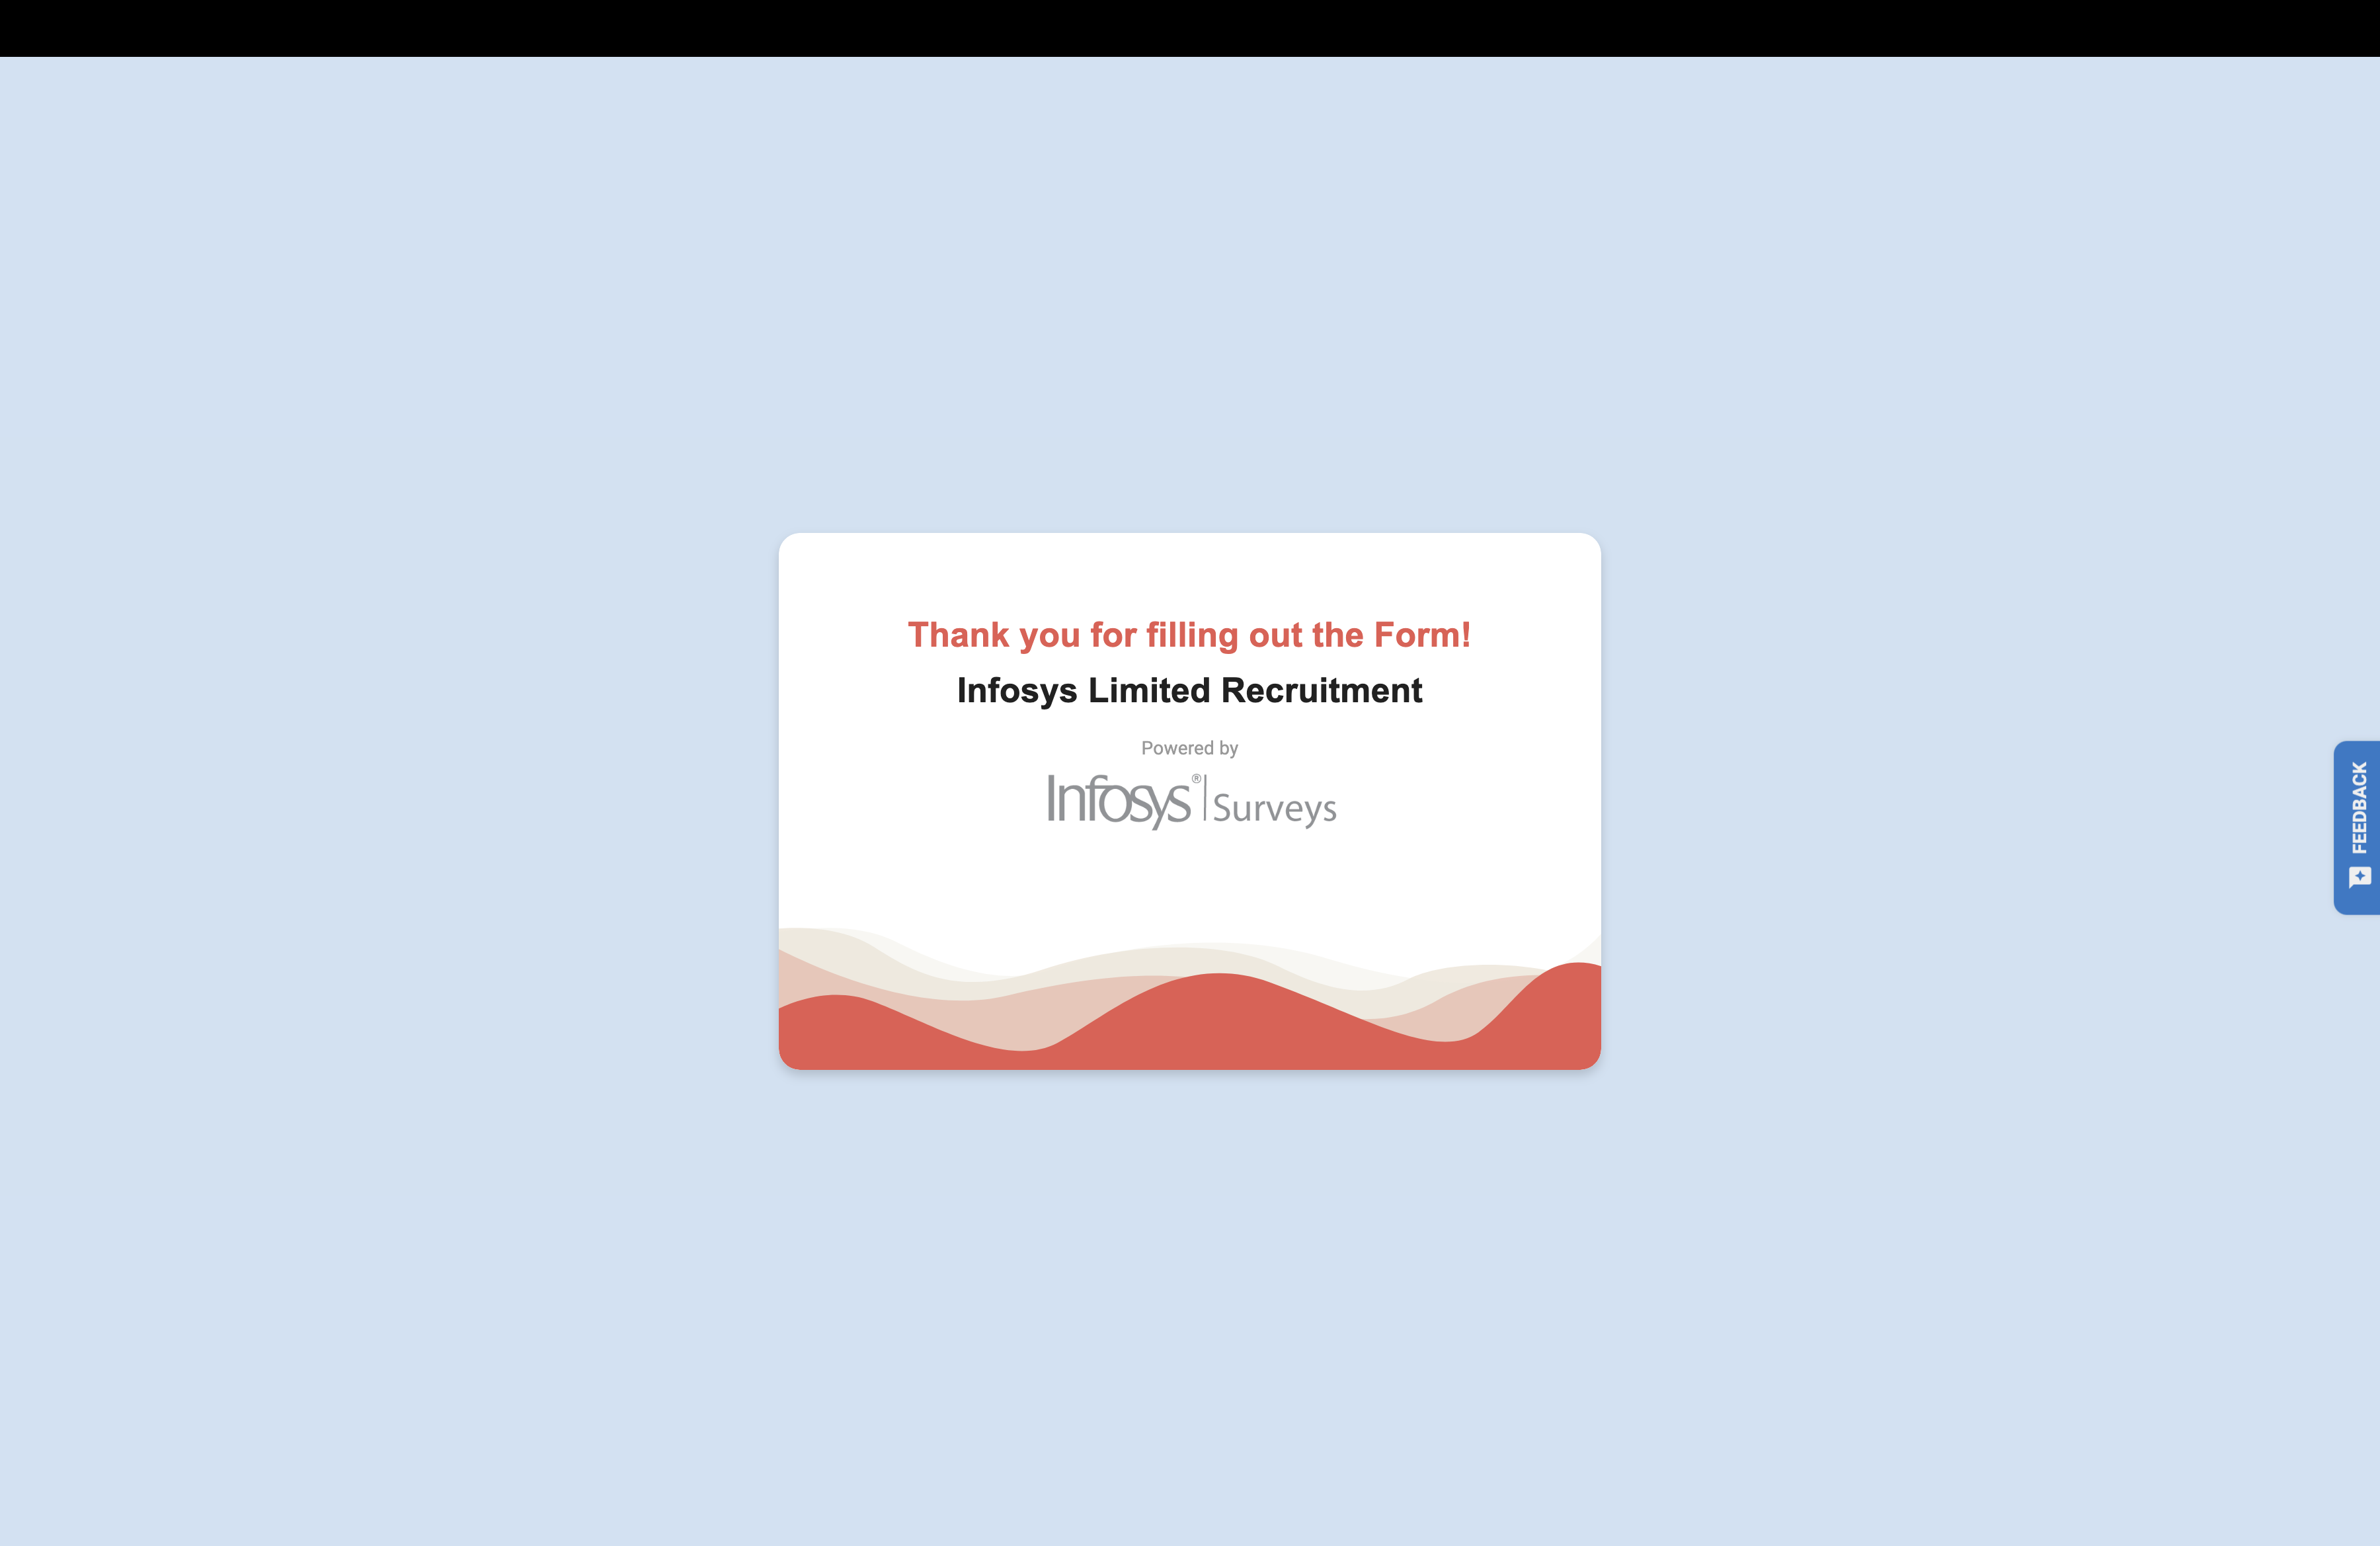 Thank you for filling out the Form!
Infosys Limited Recruitment
Powered by
Infosys® | Surveys
FEEDBACK